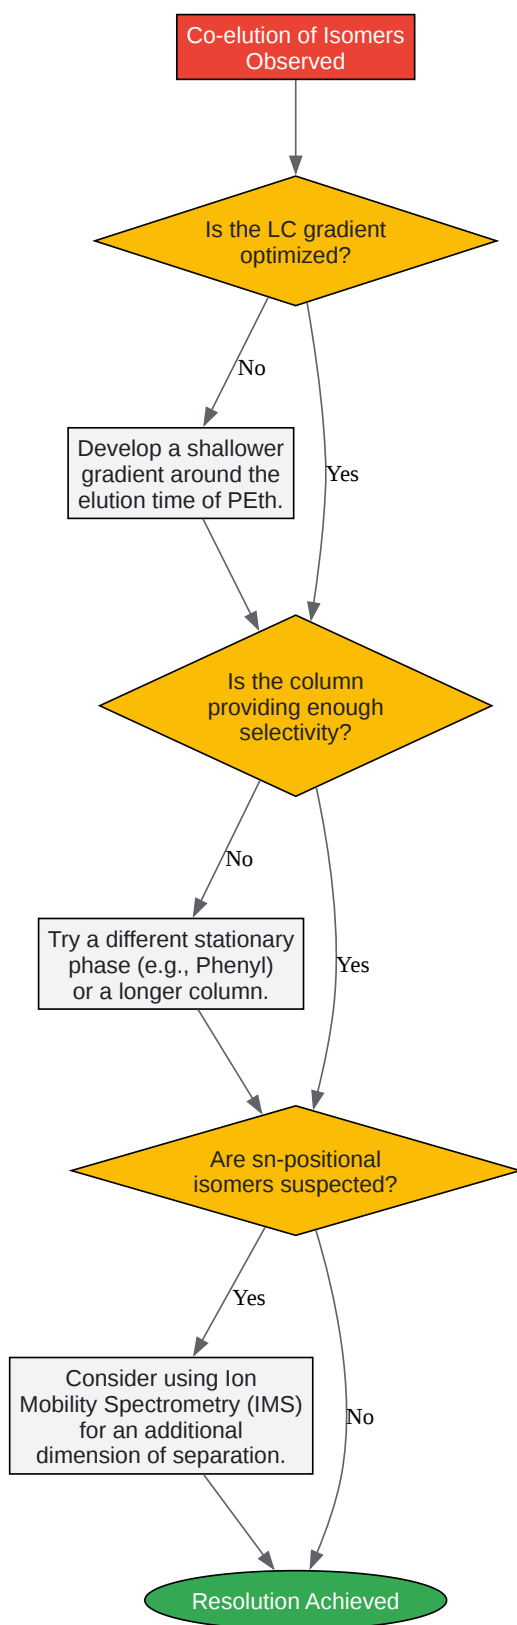 Co-elution of Isomers
Observed
Is the LC gradient
optimized?
No
Develop a shallower
gradient around the
elution time of PEth.
Yes
Is the column
providing enough
selectivity?
No
Try a different stationary
phase (e.g., Phenyl)
or a longer column.
Yes
Are sn-positional
isomers suspected?
Yes
Consider using Ion
Mobility Spectrometry (IMS)
for an additional
dimension of separation.
No
Resolution Achieved